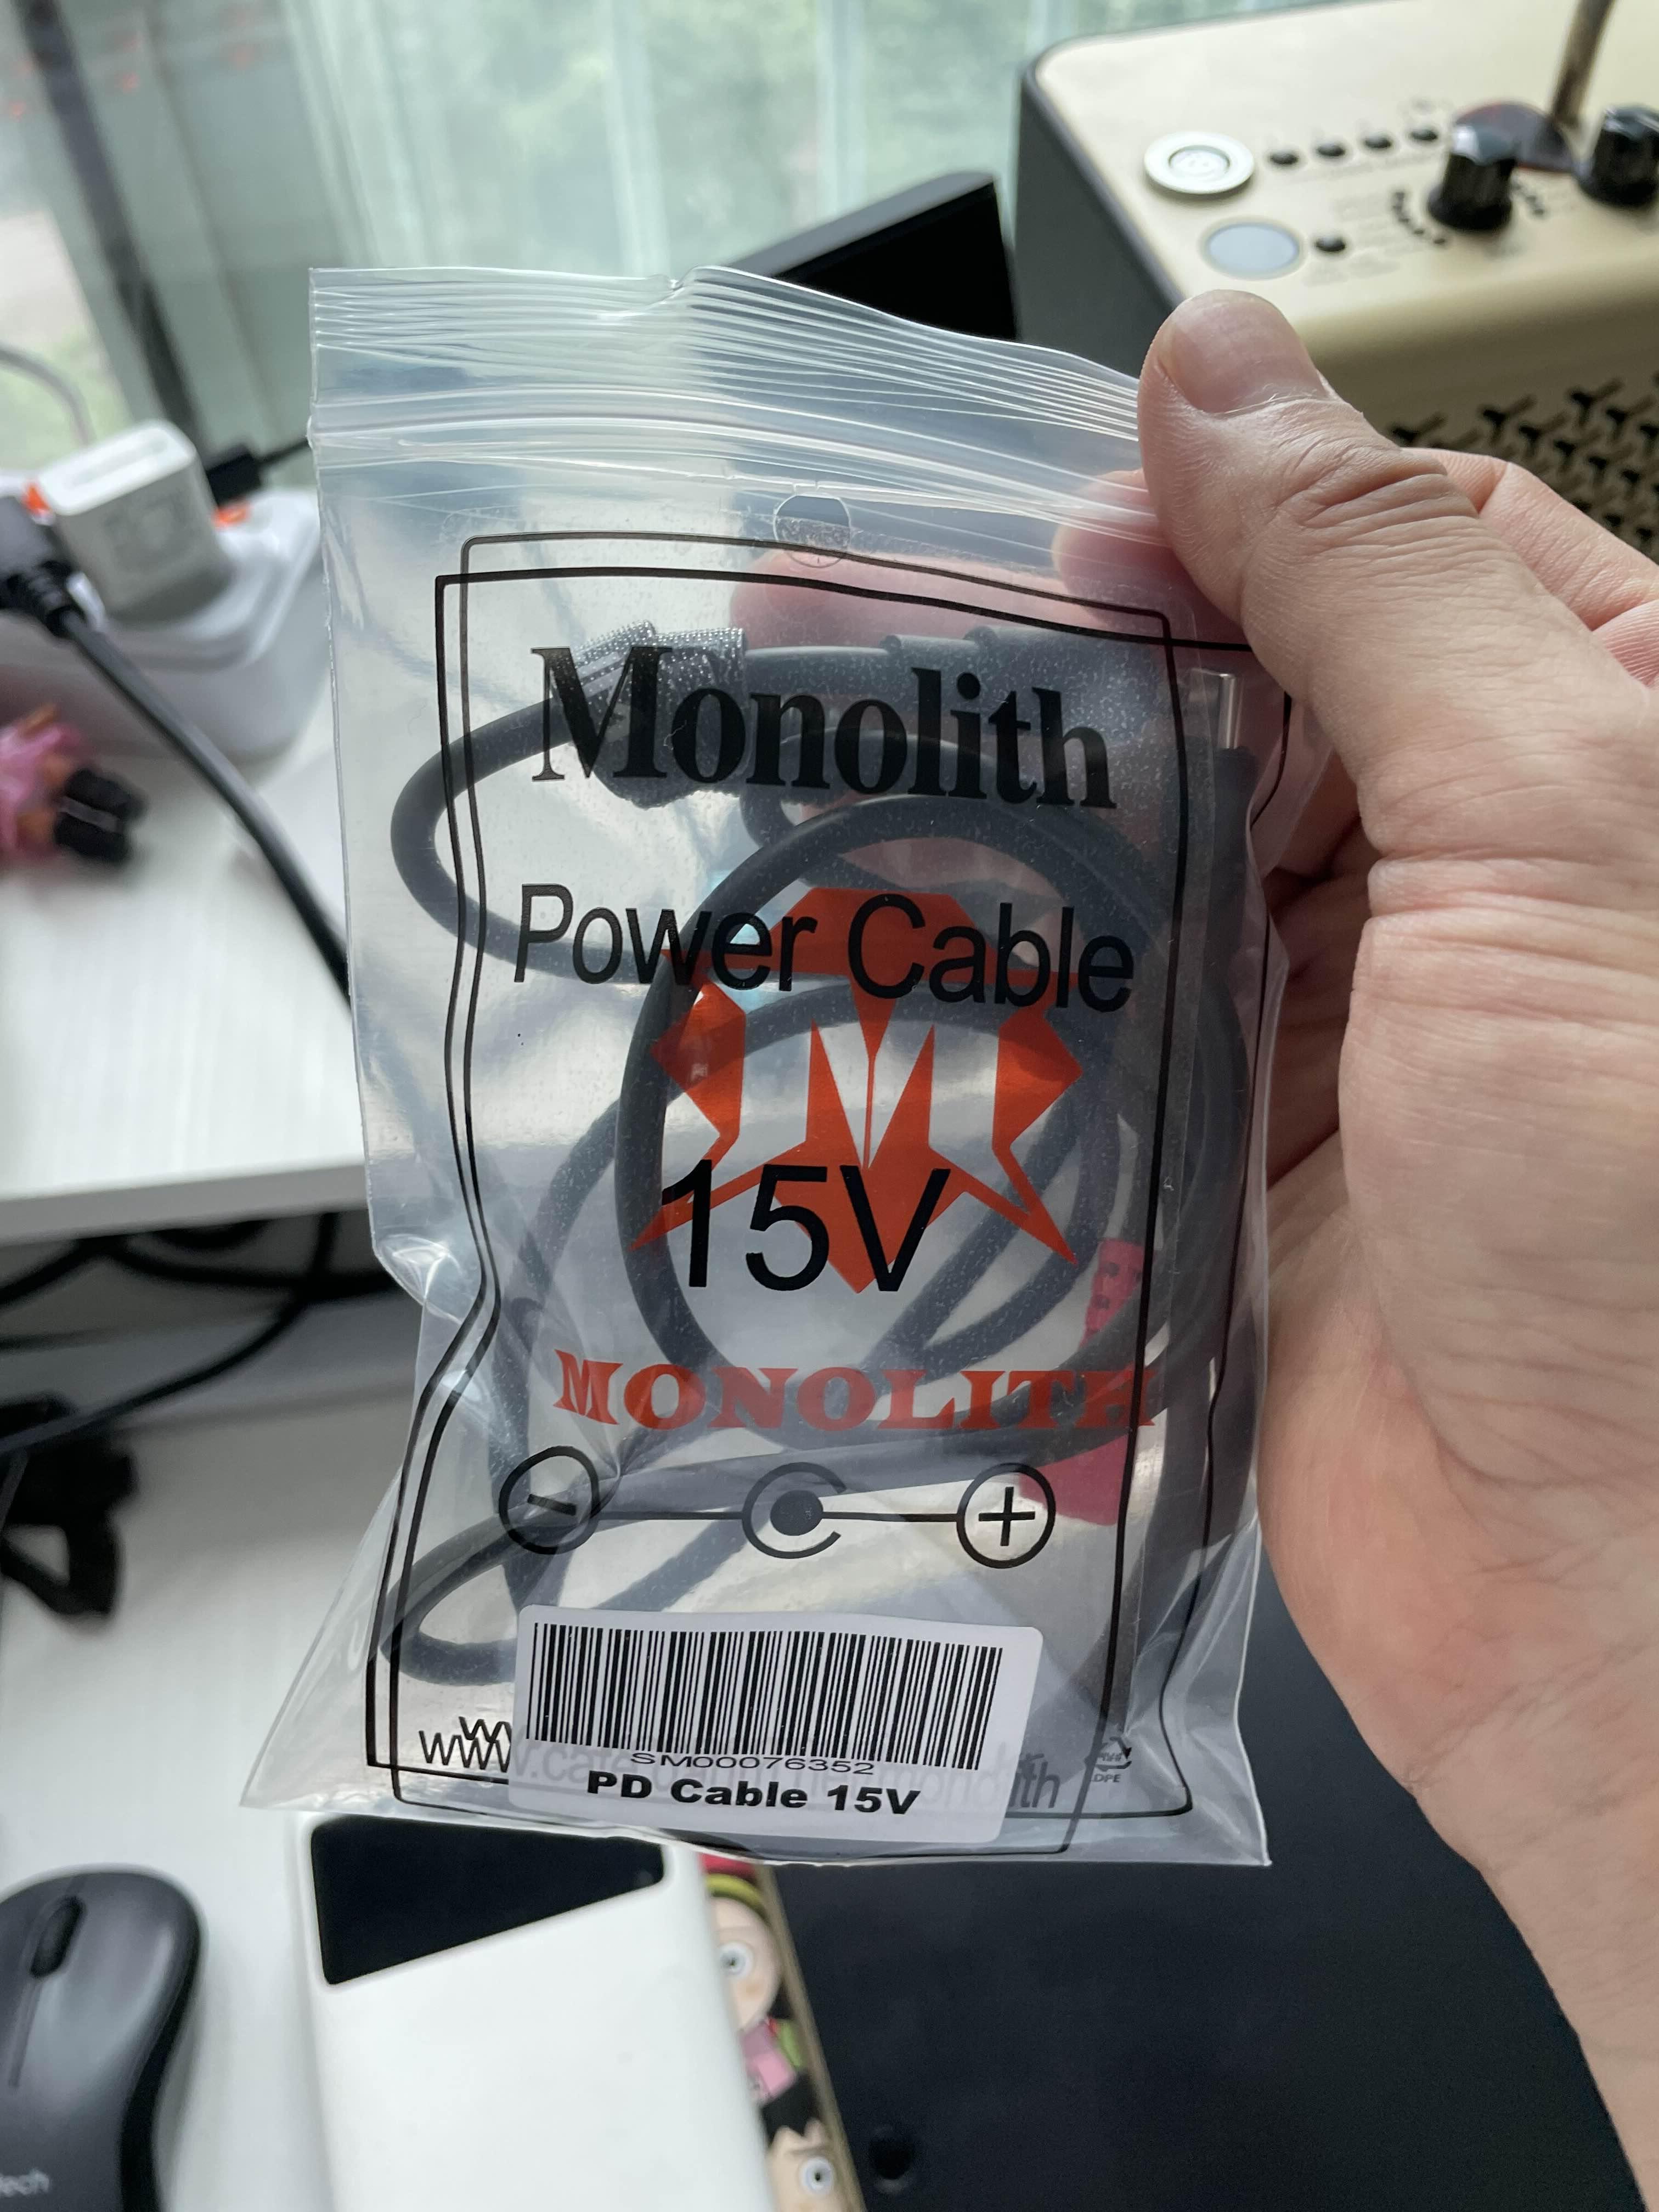 Monolith
Power Cable
15V
MONOLITH
− +
SM00076352
PD Cable 15V